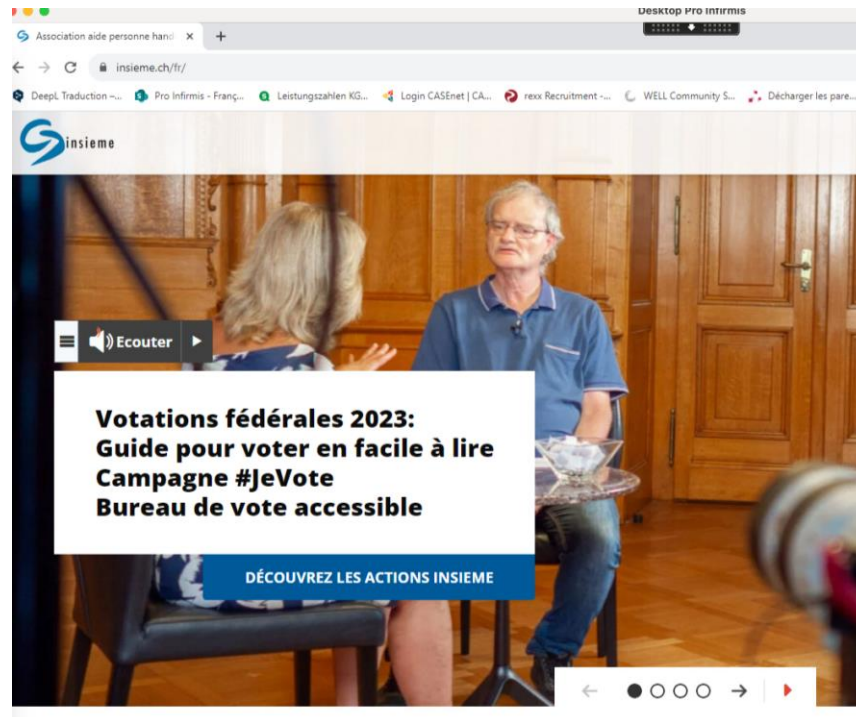 Desktop Pro Infirmis
Association aide personne hand
insieme.ch/fr/
DeepL Traduction –...
Pro Infirmis - Franç...
Leistungszahlen KG...
Login CASEnet | CA...
rexx Recruitment -...
WELL Community S...
Décharger les pare...
insieme
Ecouter
Votations fédérales 2023:
Guide pour voter en facile à lire
Campagne #JeVote
Bureau de vote accessible
DÉCOUVREZ LES ACTIONS INSIEME